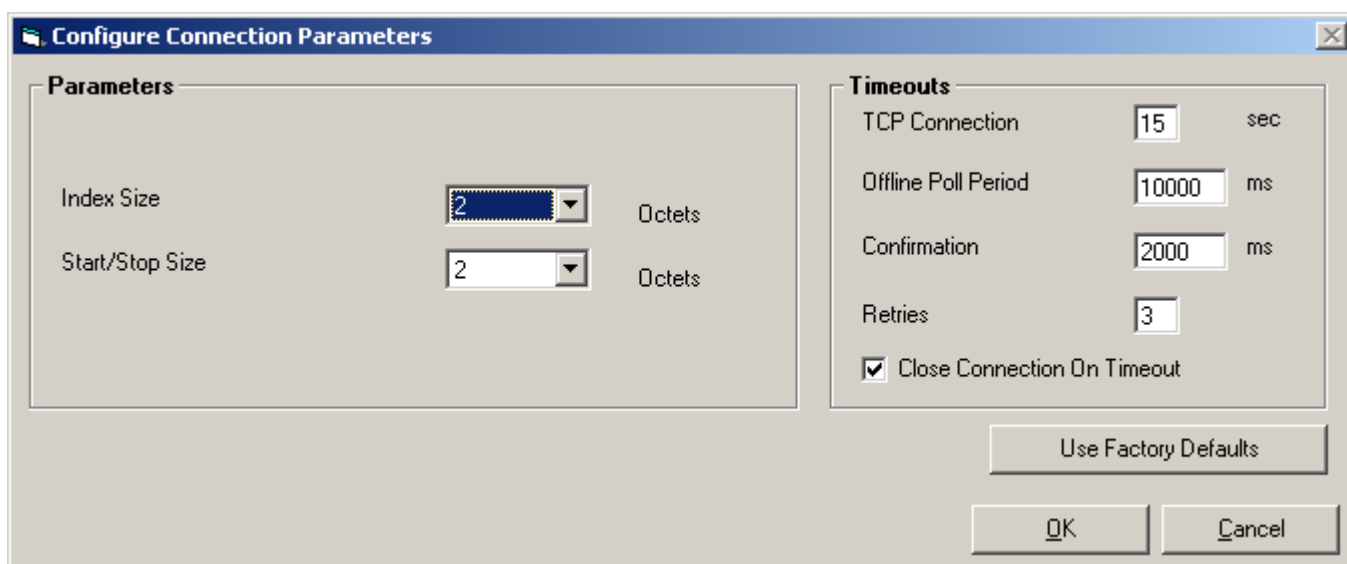 Configure Connection Parameters
Parameters
Index Size 2 Octets
Start/Stop Size 2 Octets
Timeouts
TCP Connection 15 sec
Offline Poll Period 10000 ms
Confirmation 2000 ms
Retries 3
Close Connection On Timeout
Use Factory Defaults
OK Cancel